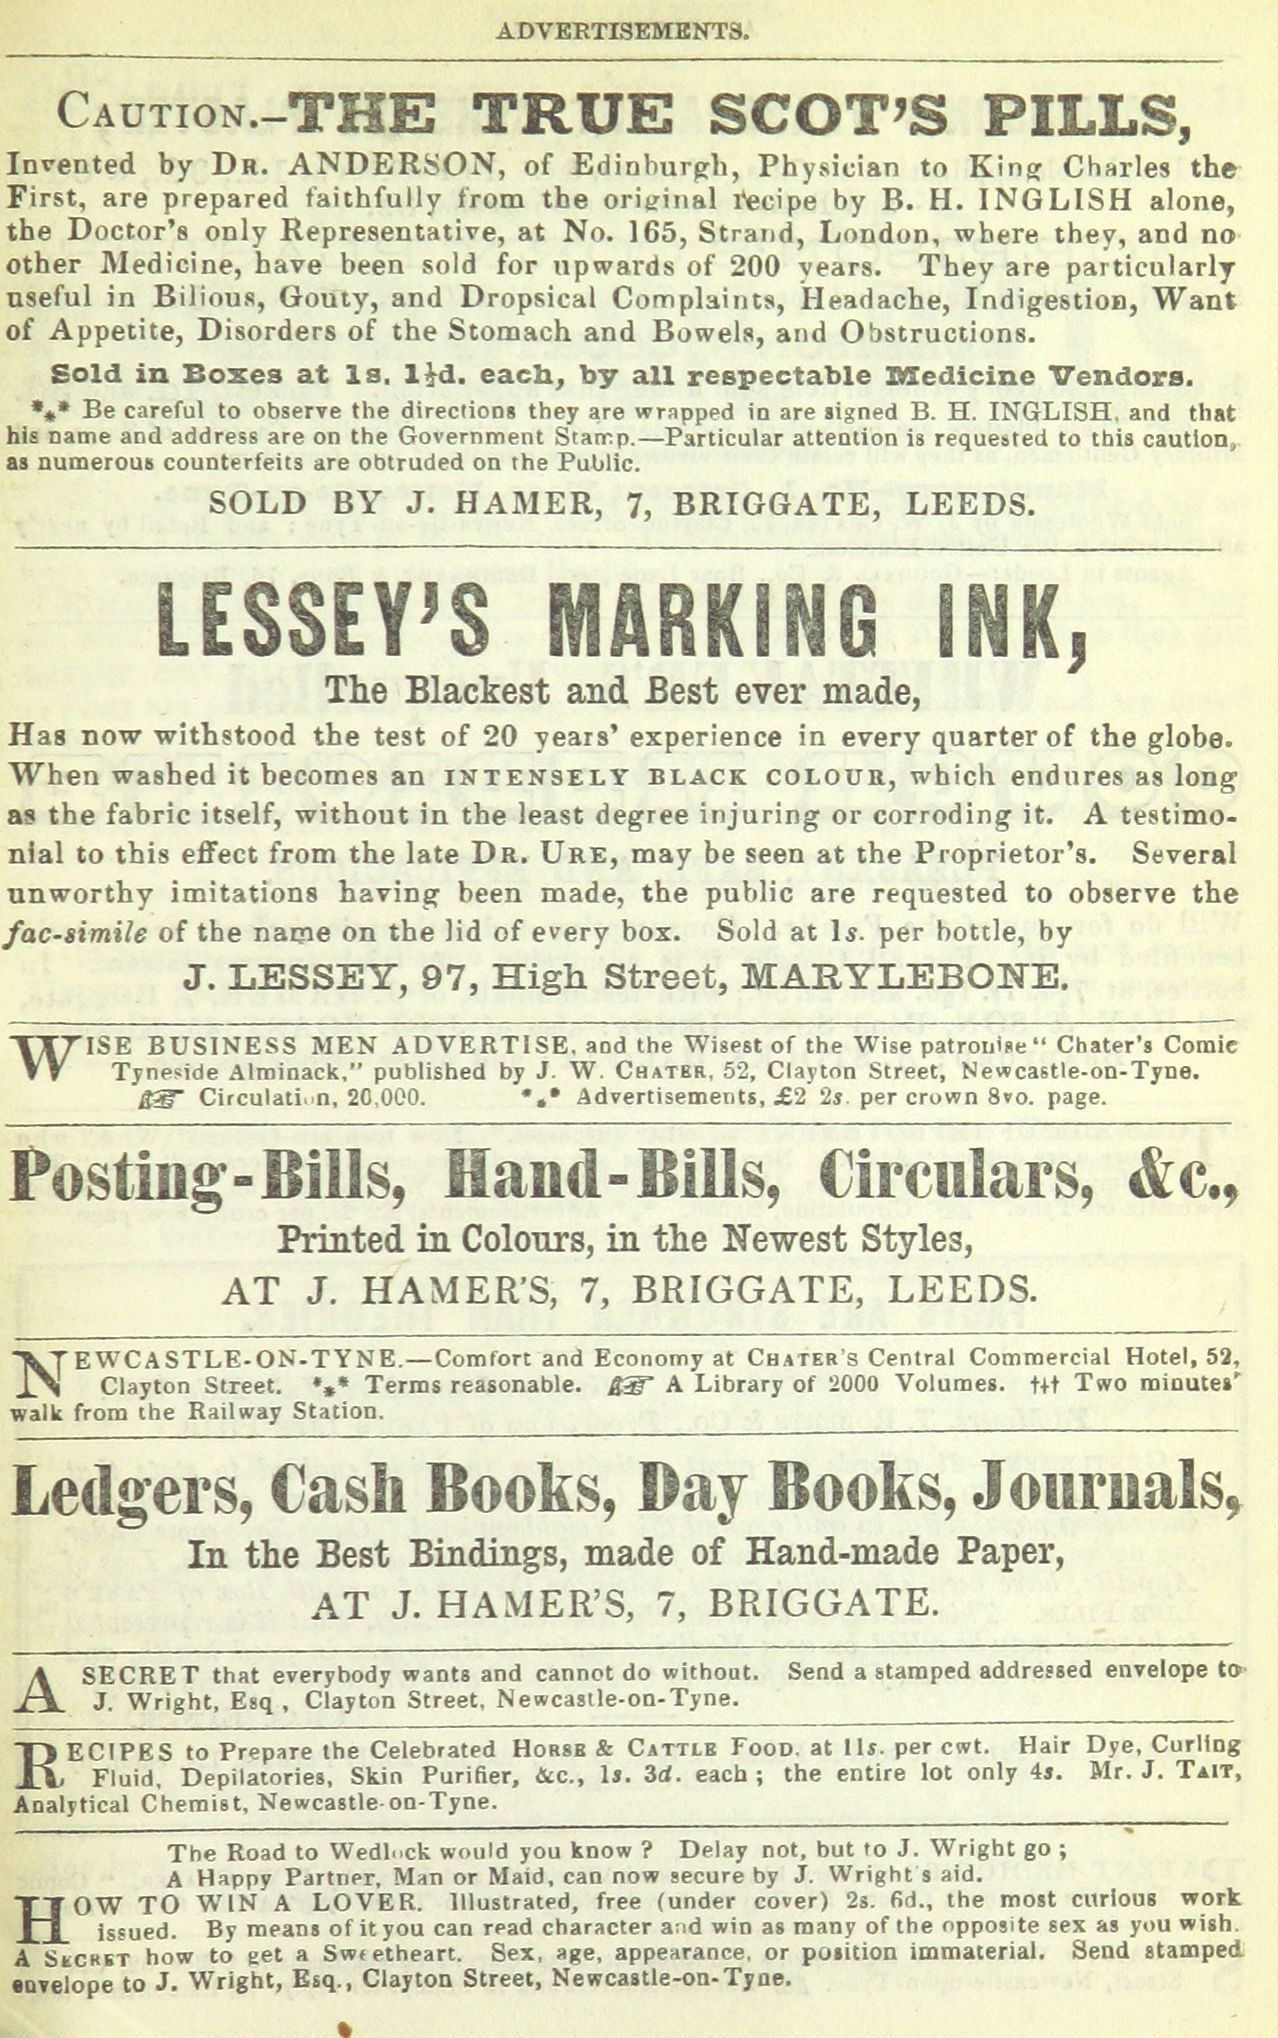 ADVERTISEMENTS.
CAUTION.—THE TRUE SCOT'S PILLS,
Invented by DR. ANDERSON, of Edinburgh, Physician to King Charles the
First, are prepared faithfully from the original recipe by B. H. INGLISH alone,
the Doctor's only Representative, at No. 165, Strand, London, where they, and no
other Medicine, have been sold for upwards of 200 years. They are particularly
useful in Bilious, Gouty, and Dropsical Complaints, Headache, Indigestion, Want
of Appetite, Disorders of the Stomach and Bowels, and Obstructions.
Sold in Boxes at 1s. 1½d. each, by all respectable Medicine Vendors.
*⁎* Be careful to observe the directions they are wrapped in are signed B. H. INGLISH, and that
his name and address are on the Government Stamp.—Particular attention is requested to this caution,
as numerous counterfeits are obtruded on the Public.
SOLD BY J. HAMER, 7, BRIGGATE, LEEDS.
LESSEY'S MARKING INK,
The Blackest and Best ever made,
Has now withstood the test of 20 years' experience in every quarter of the globe.
When washed it becomes an INTENSELY BLACK COLOUR, which endures as long
as the fabric itself, without in the least degree injuring or corroding it. A testimo-
nial to this effect from the late DR. URE, may be seen at the Proprietor's. Several
unworthy imitations having been made, the public are requested to observe the
fac-simile of the name on the lid of every box. Sold at 1s. per bottle, by
J. LESSEY, 97, High Street, MARYLEBONE.
WISE BUSINESS MEN ADVERTISE, and the Wisest of the Wise patronise "Chater's Comic
Tyneside Alminack," published by J. W. CHATER, 52, Clayton Street, Newcastle-on-Tyne.
☞ Circulation, 20,000. *⁎* Advertisements, £2 2s. per crown 8vo. page.
Posting-Bills, Hand-Bills, Circulars, &c.,
Printed in Colours, in the Newest Styles,
AT J. HAMER'S, 7, BRIGGATE, LEEDS.
NEWCASTLE-ON-TYNE.—Comfort and Economy at CHATER'S Central Commercial Hotel, 52,
Clayton Street. *⁎* Terms reasonable. ☞ A Library of 2000 Volumes. †‡† Two minutes'
walk from the Railway Station.
Ledgers, Cash Books, Day Books, Journals,
In the Best Bindings, made of Hand-made Paper,
AT J. HAMER'S, 7, BRIGGATE.
A SECRET that everybody wants and cannot do without. Send a stamped addressed envelope to
J. Wright, Esq., Clayton Street, Newcastle-on-Tyne.
RECIPES to Prepare the Celebrated HORSE & CATTLE FOOD, at 11s. per cwt. Hair Dye, Curling
Fluid, Depilatories, Skin Purifier, &c., 1s. 3d. each; the entire lot only 4s. Mr. J. TAIT,
Analytical Chemist, Newcastle-on-Tyne.
The Road to Wedlock would you know? Delay not, but to J. Wright go;
A Happy Partner, Man or Maid, can now secure by J. Wright's aid.
HOW TO WIN A LOVER. Illustrated, free (under cover) 2s. 6d., the most curious work
issued. By means of it you can read character and win as many of the opposite sex as you wish.
A SECRET how to get a Sweetheart. Sex, age, appearance, or position immaterial. Send stamped
envelope to J. Wright, Esq., Clayton Street, Newcastle-on-Tyne.